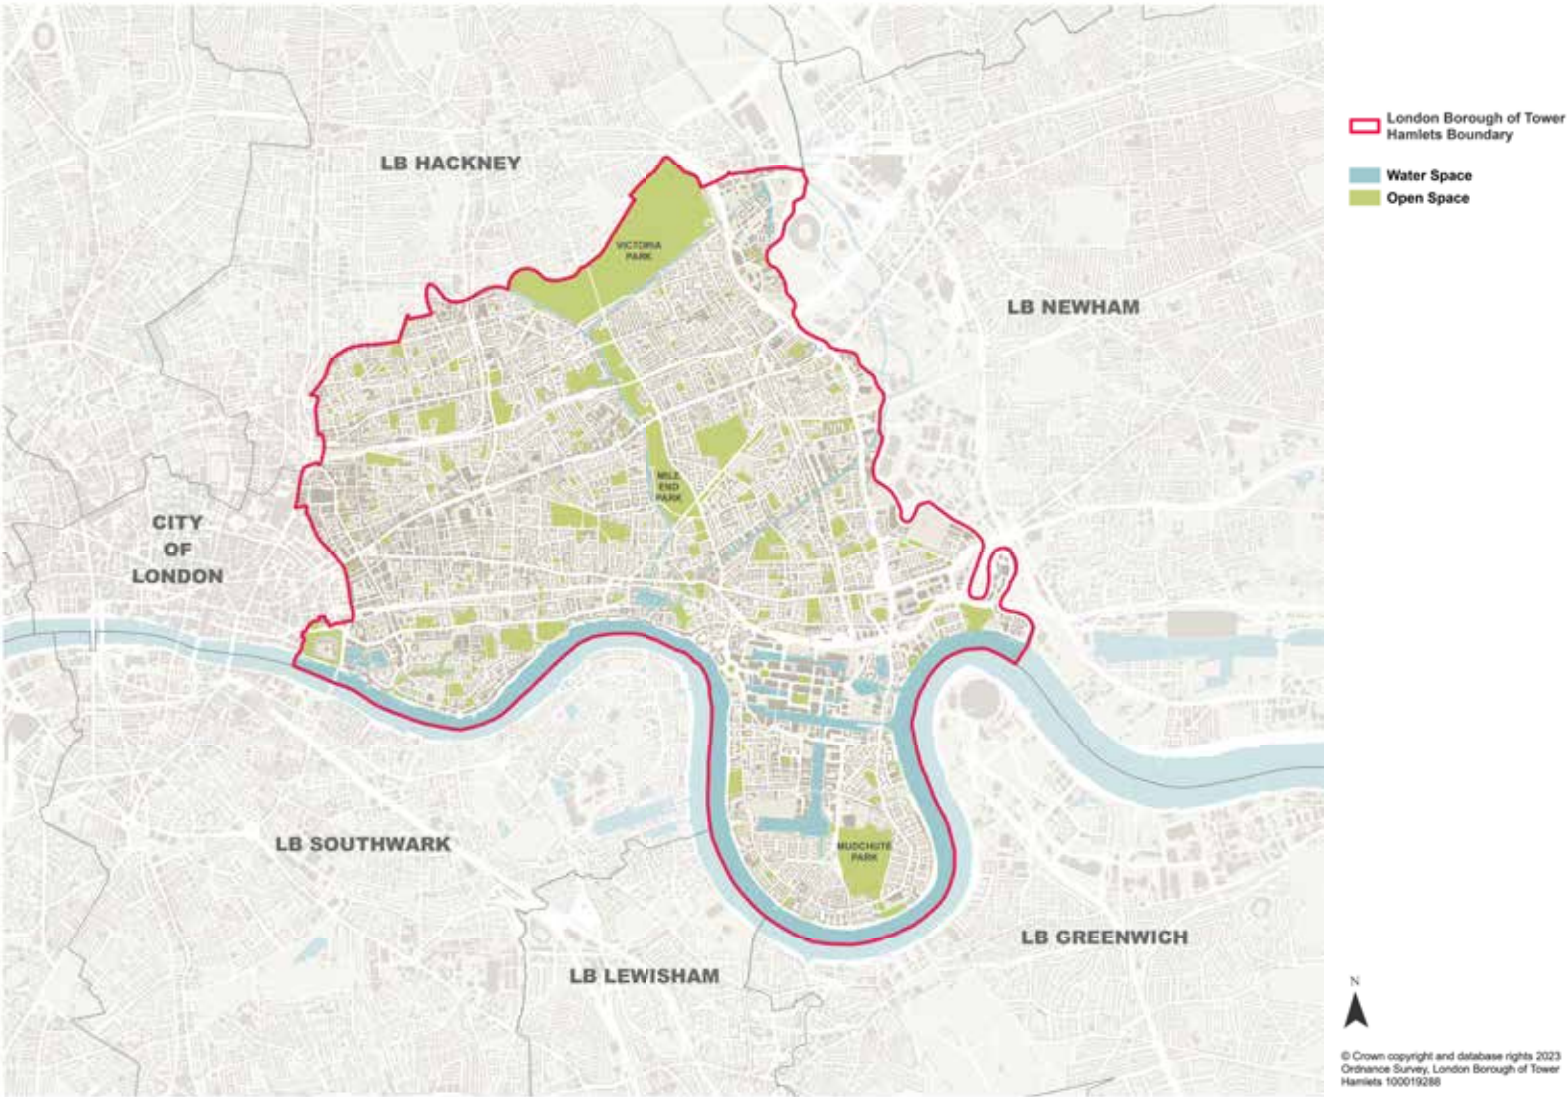 LB HACKNEY
VICTORIA
PARK
LB NEWHAM
MILE
END
PARK
CITY
OF
LONDON
LB SOUTHWARK
MUDCHUTE
PARK
LB GREENWICH
LB LEWISHAM
London Borough of Tower
Hamlets Boundary
Water Space
Open Space
N
© Crown copyright and database rights 2023
Ordnance Survey, London Borough of Tower
Hamlets 100019288